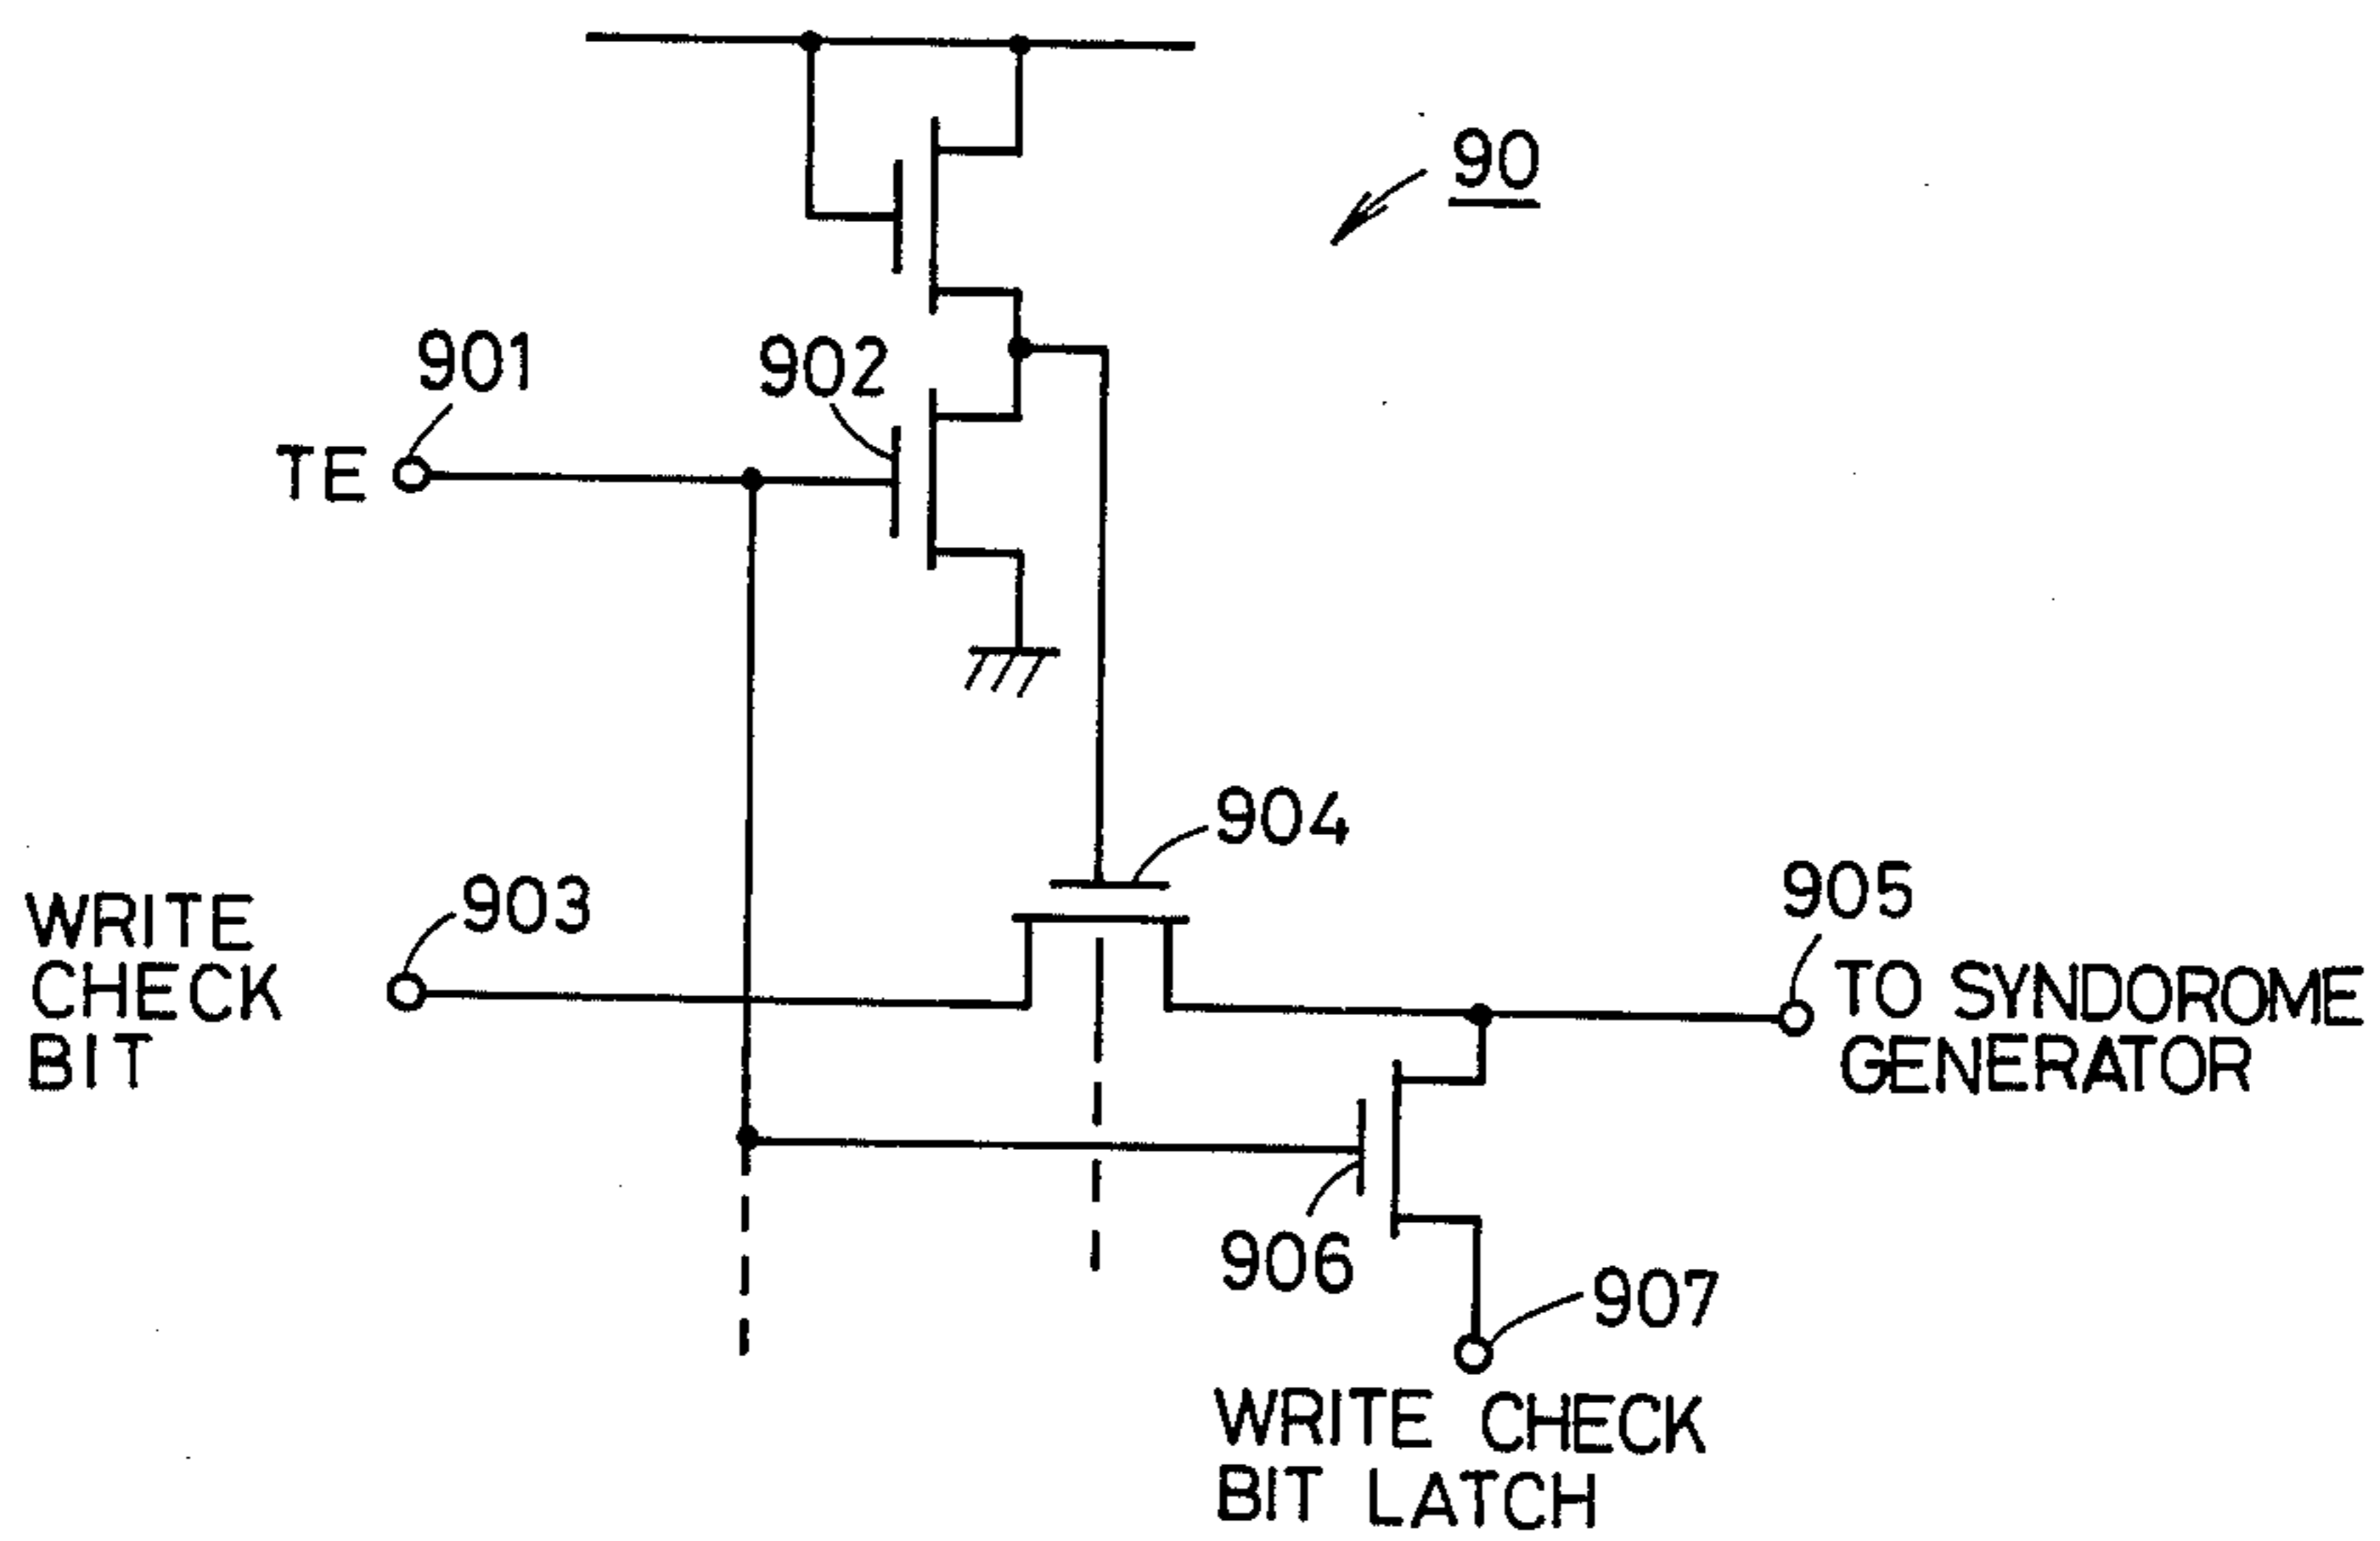 90
901
902
TE
904
903
905
WRITE
CHECK
BIT
TO SYNDOROME
GENERATOR
906
907
WRITE CHECK
BIT LATCH